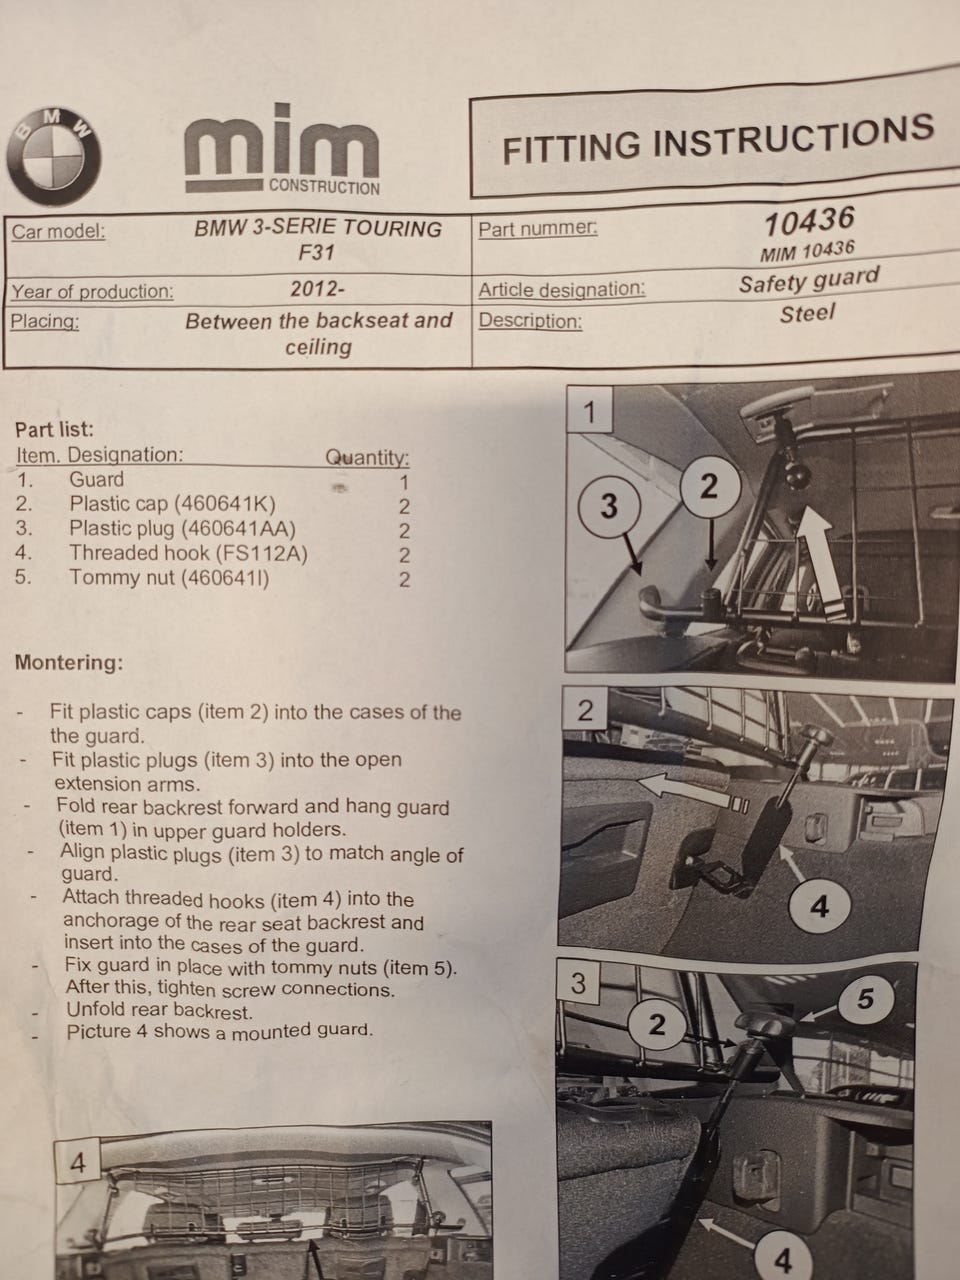 BMW
mim
CONSTRUCTION
FITTING INSTRUCTIONS
Car model:
BMW 3-SERIE TOURING
F31
Part nummer:
10436
MIM 10436
Year of production:
2012-
Article designation:
Safety guard
Placing:
Between the backseat and
ceiling
Description:
Steel
Part list:
Item. Designation: Quantity:
1. Guard 1
2. Plastic cap (460641K) 2
3. Plastic plug (460641AA) 2
4. Threaded hook (FS112A) 2
5. Tommy nut (460641I) 2
Montering:
- Fit plastic caps (item 2) into the cases of the
the guard.
- Fit plastic plugs (item 3) into the open
extension arms.
- Fold rear backrest forward and hang guard
(item 1) in upper guard holders.
- Align plastic plugs (item 3) to match angle of
guard.
- Attach threaded hooks (item 4) into the
anchorage of the rear seat backrest and
insert into the cases of the guard.
- Fix guard in place with tommy nuts (item 5).
After this, tighten screw connections.
- Unfold rear backrest.
- Picture 4 shows a mounted guard.
1
3
2
2
4
3
2
5
4
4